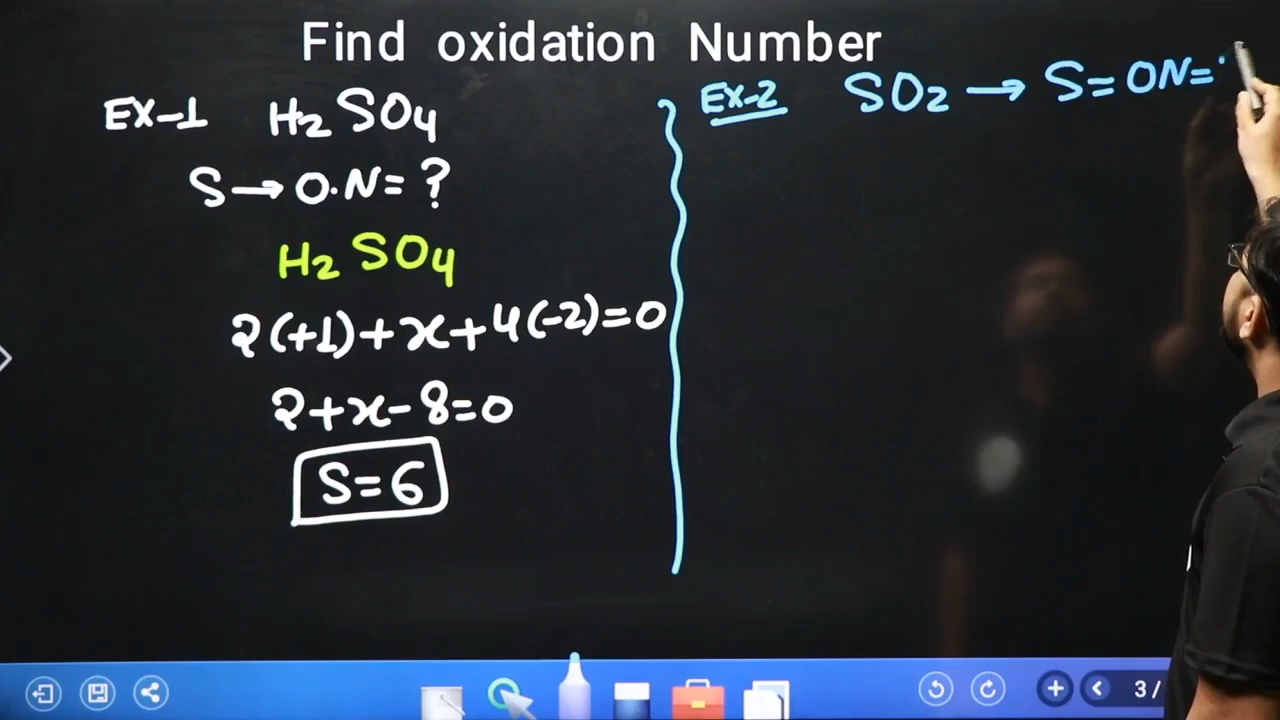 Find oxidation Number
EX-1 H₂SO₄
S→O.N=?
H₂SO₄
2(+1)+x+4(-2)=0
2+x-8=0
S=6
Ex-2 SO₂ → S= ON=
3/